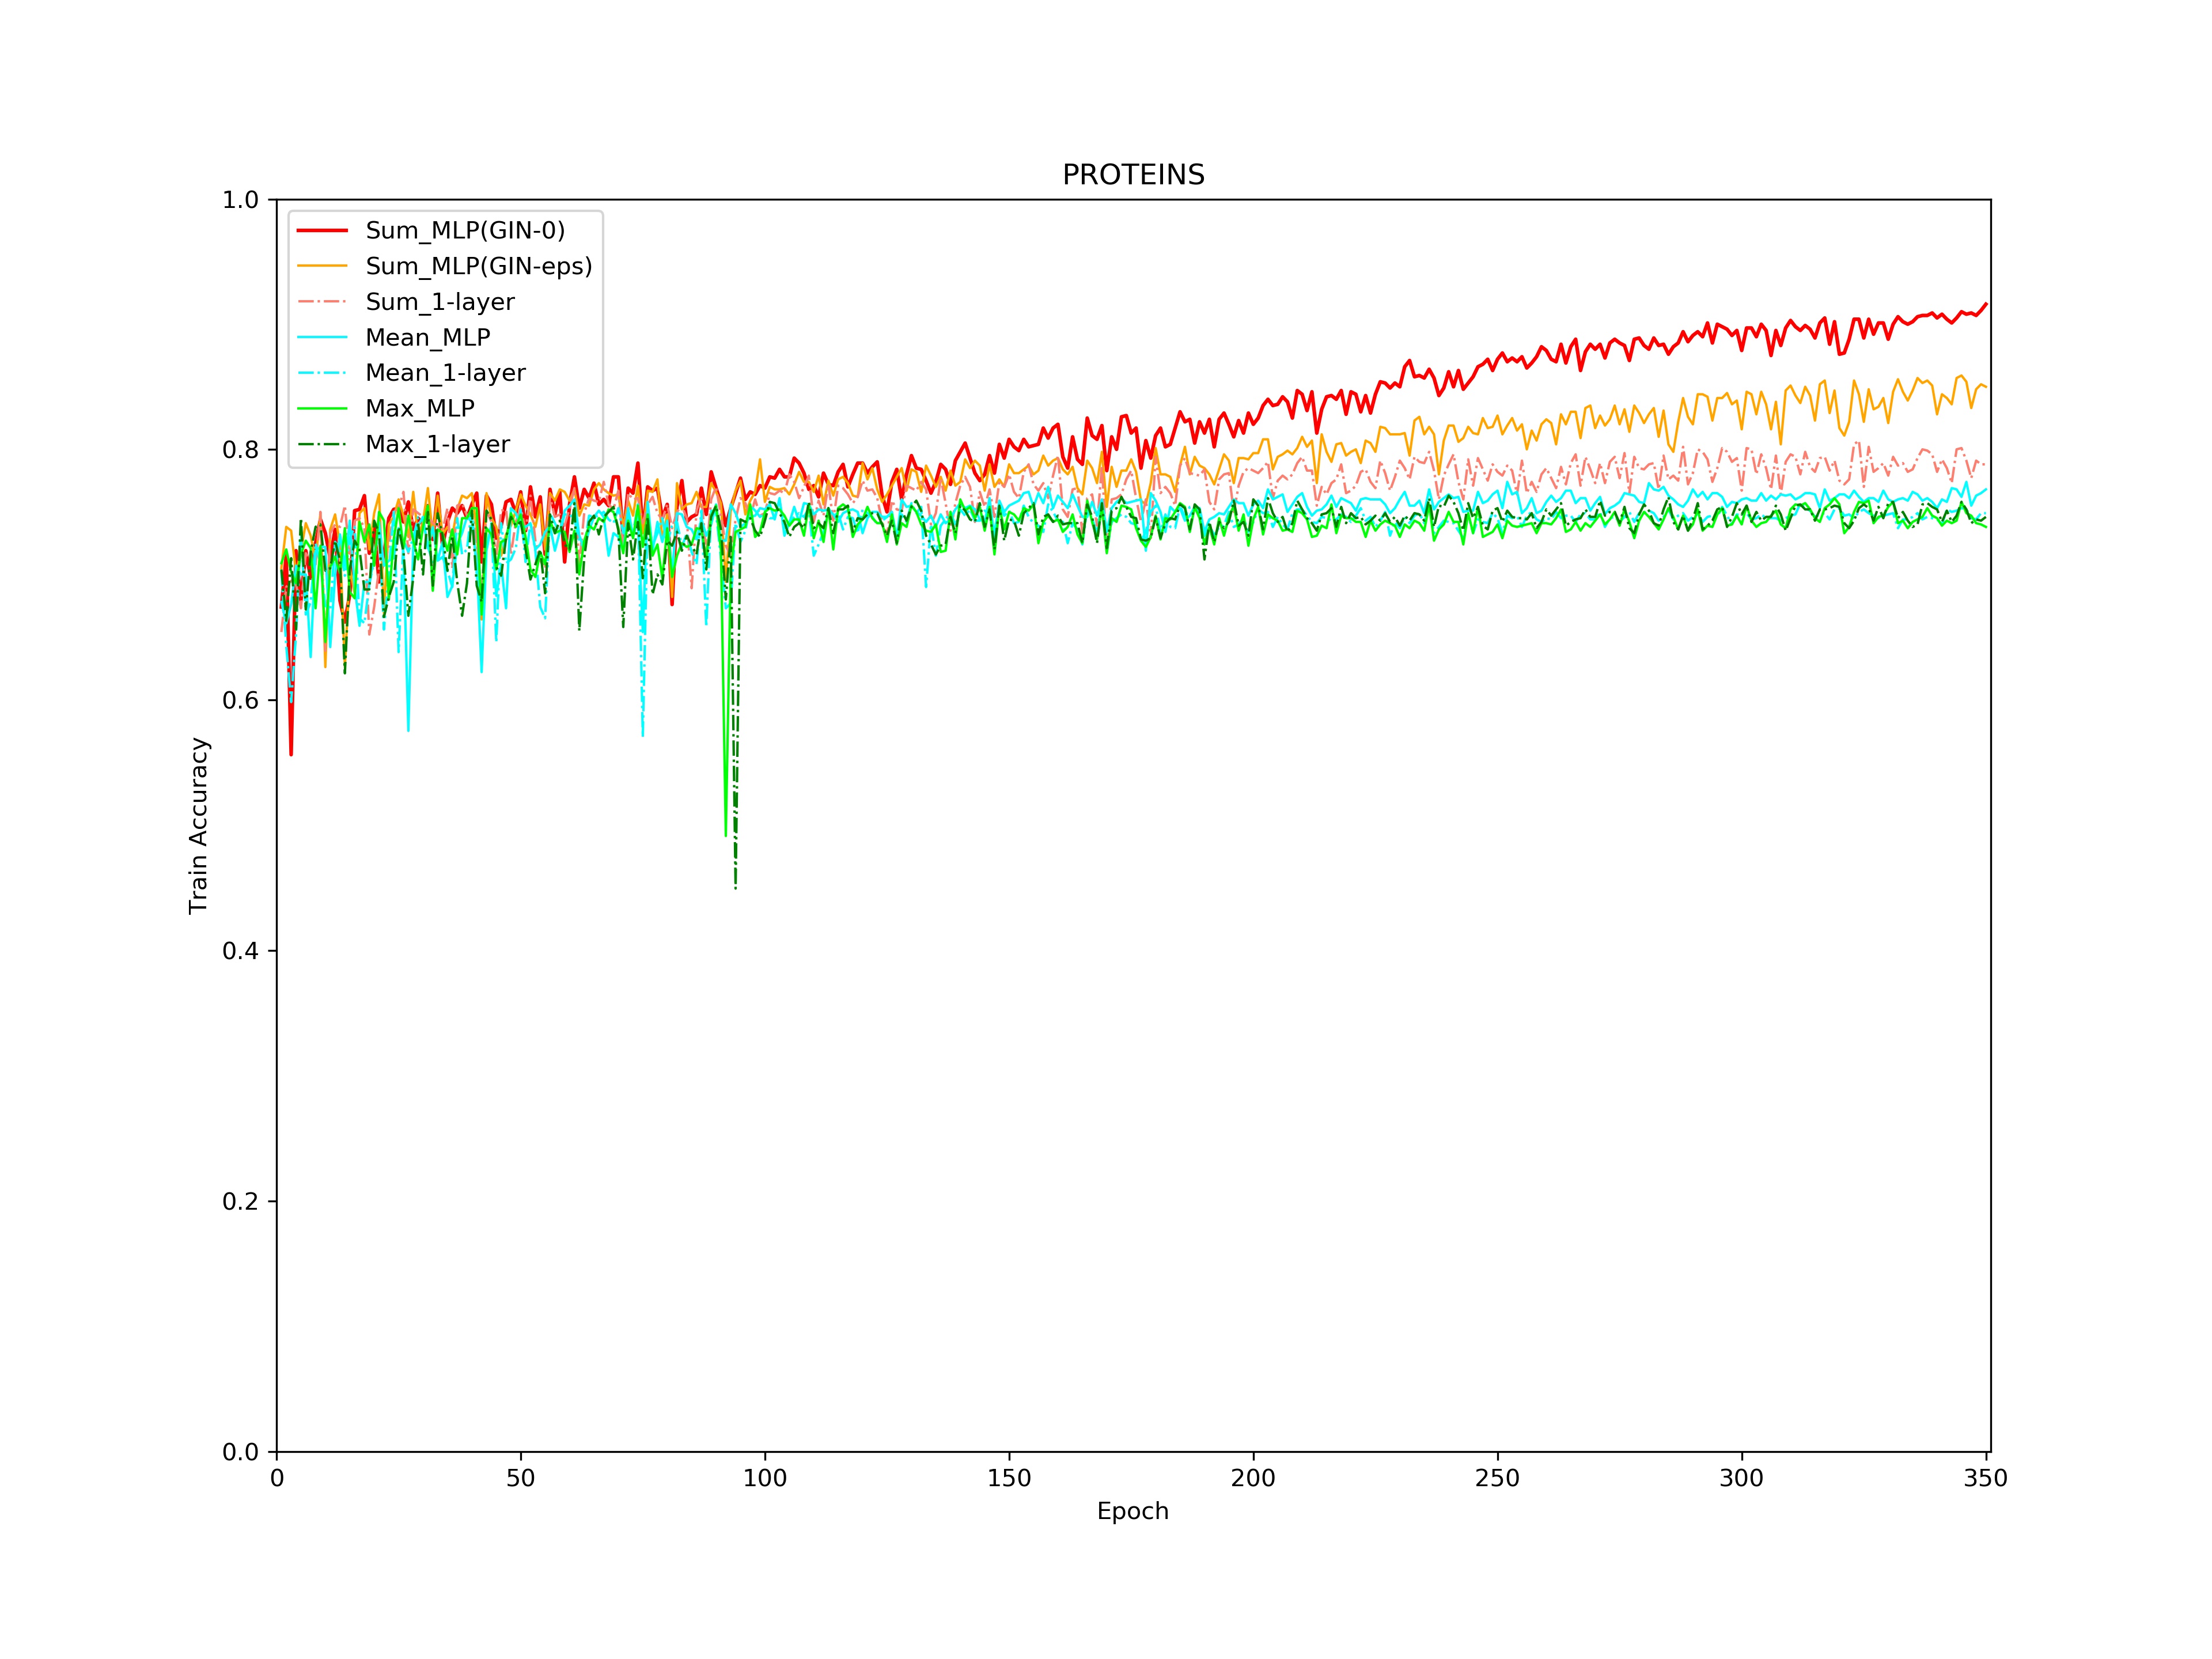 PROTEINS
1.0
0.8
0.6
0.4
0.2
0.0
Train Accuracy
Sum_MLP(GIN-0)
Sum_MLP(GIN-eps)
Sum_1-layer
Mean_MLP
Mean_1-layer
Max_MLP
Max_1-layer
0 50 100 150 200 250 300 350
Epoch